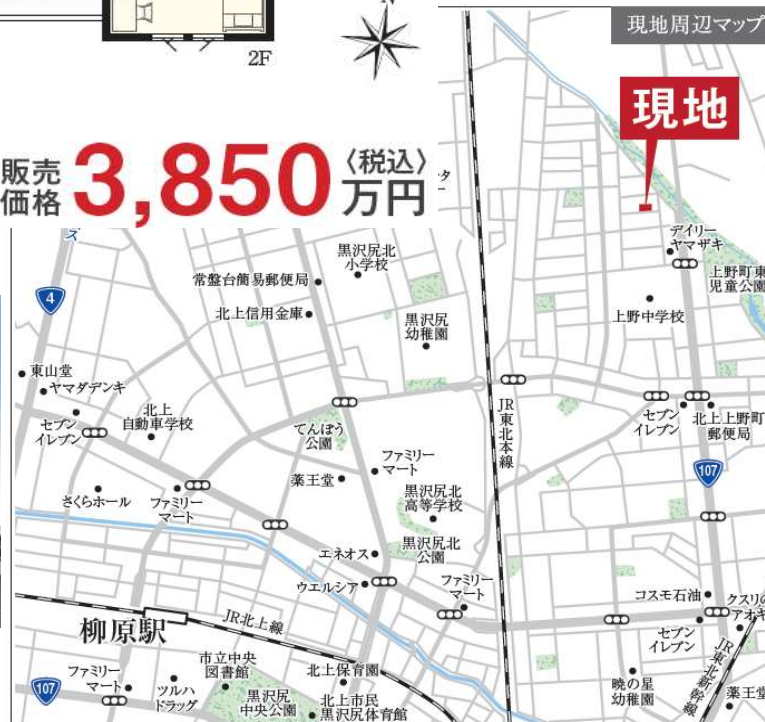 2F
販売
価格
3,850
〈税込〉
万円
現地周辺マップ
現地
デイリー
ヤマザキ
上野町東
児童公園
上野中学校
黒沢尻北
小学校
常盤台簡易郵便局
北上信用金庫
黒沢尻
幼稚園
4
東山堂
ヤマダデンキ
セブン
イレブン
北上
自動車学校
てんぽう
公園
JR東北本線
セブン
イレブン
北上上野町
郵便局
107
ファミリー
マート
薬王堂
さくらホール
ファミリー
マート
黒沢尻北
高等学校
黒沢尻北
公園
エネオス
ウエルシア
ファミリー
マート
コスモ石油
クスリの
アオキ
セブン
イレブン
JR東北新幹線
暁の星
幼稚園
薬王堂
柳原駅
JR北上線
107
ファミリー
マート
ツルハ
ドラッグ
市立中央
図書館
黒沢尻
中央公園
北上保育園
北上市民
黒沢尻体育館